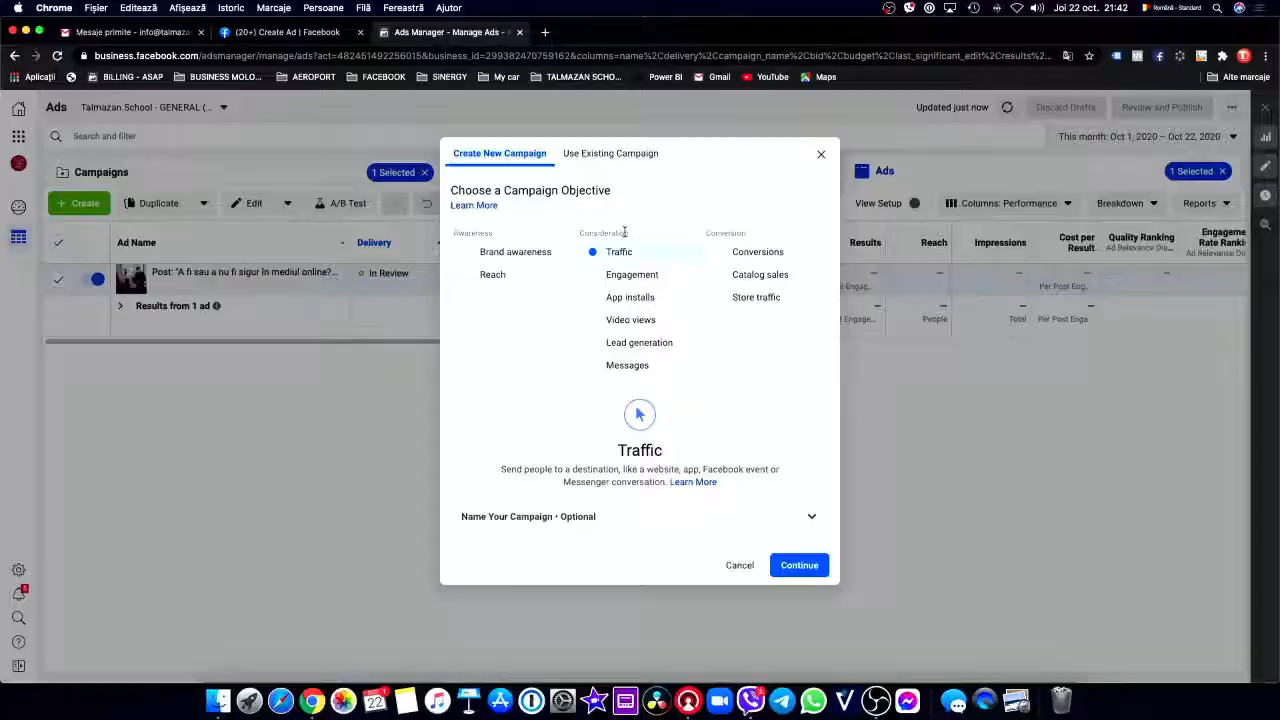 Chrome Fișier Editează Afișează Istoric Marcaje Persoane Filă Fereastră Ajutor Joi 22 oct. 21:42 Română - Standard
Mesaje primite - info@talmaza (20+) Create Ad | Facebook Ads Manager - Manage Ads - A
business.facebook.com/adsmanager/manage/ads?act=482451492256015&business_id=299382470759162&columns=name%2Cdelivery%2Ccampaign_name%2Cbid%2Cbudget%2Clast_significant_edit%2Cresults%2...
Aplicații BILLING - ASAP BUSINESS MOLO... AEROPORT FACEBOOK SINERGY My car TALMAZAN SCHO... Power BI Gmail YouTube Maps Alte marcaje
Ads Talmazan.School - GENERAL (... Updated just now Discard Drafts Review and Publish
Search and filter This month: Oct 1, 2020 – Oct 22, 2020
Campaigns 1 Selected Ads 1 Selected
Create Duplicate Edit A/B Test View Setup Columns: Performance Breakdown Reports
Ad Name Delivery Results Reach Impressions Cost per Result Quality Ranking Ad Relevance Dia... Engageme Rate Rankin Ad Relevance Dia...
Post: "A fi sau a nu fi sigur în mediul online?... In Review — — — Per Post Eng... — —
Results from 1 ad — People — Total — Per Post Enga
Create New Campaign Use Existing Campaign
Choose a Campaign Objective
Learn More
Awareness Consideration Conversion
Brand awareness Traffic Conversions
Reach Engagement Catalog sales
App installs Store traffic
Video views
Lead generation
Messages
Traffic
Send people to a destination, like a website, app, Facebook event or
Messenger conversation. Learn More
Name Your Campaign • Optional
Cancel Continue